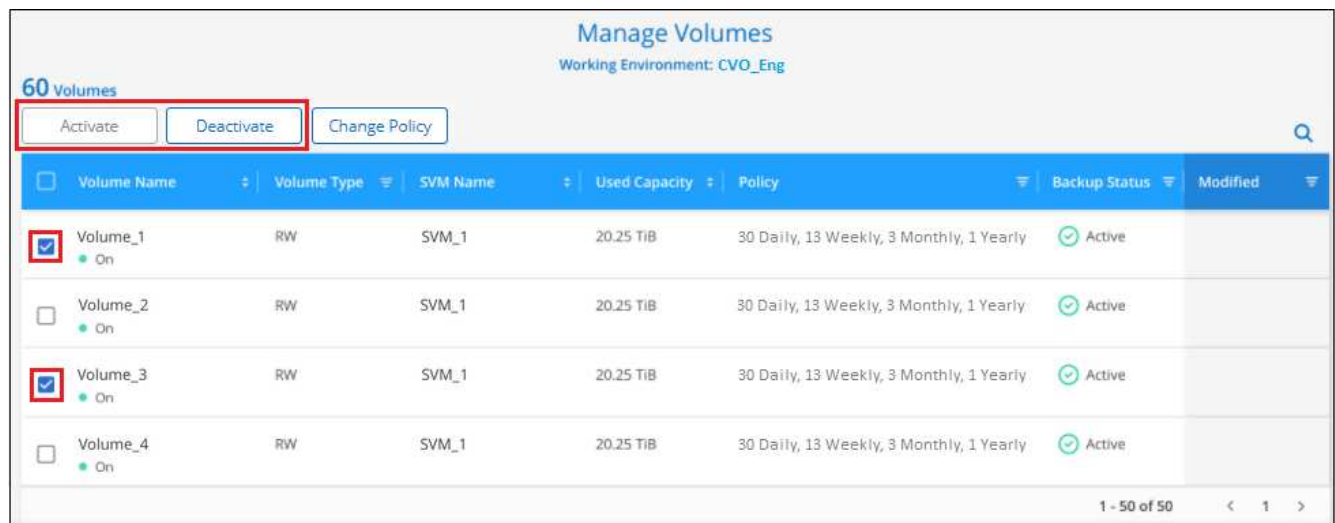 Manage Volumes
Working Environment: CVO_Eng
60 Volumes
Activate Deactivate Change Policy
Volume Name Volume Type SVM Name Used Capacity Policy Backup Status Modified
Volume_1 RW SVM_1 20.25 TiB 30 Daily, 13 Weekly, 3 Monthly, 1 Yearly Active
On
Volume_2 RW SVM_1 20.25 TiB 30 Daily, 13 Weekly, 3 Monthly, 1 Yearly Active
On
Volume_3 RW SVM_1 20.25 TiB 30 Daily, 13 Weekly, 3 Monthly, 1 Yearly Active
On
Volume_4 RW SVM_1 20.25 TiB 30 Daily, 13 Weekly, 3 Monthly, 1 Yearly Active
On
1 - 50 of 50 < 1 >